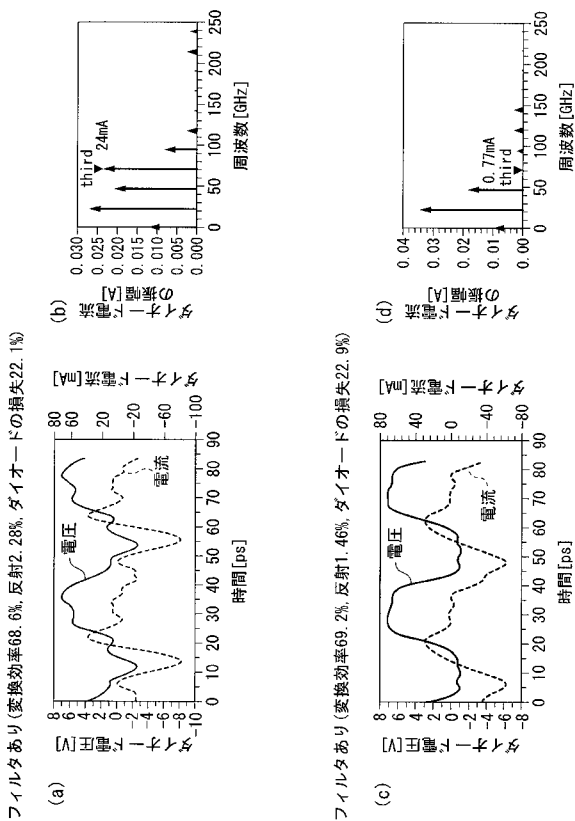 フィルタあり(変換効率68.6%, 反射2.28%, ダイオードの損失22.1%)
(a)
ダイオード電圧[V]
8
6
4
2
0
-2
-4
-6
-8
-10
電圧
電流
100
70
40
20
-20
-60
-100
ダイオード電流[mA]
0 10 20 30 40 50 60 70 80 90
時間[ps]
(b)
ダイオード電流
の振幅[A]
0.030
0.025
0.020
0.015
0.010
0.005
0.000
third
24mA
0 50 100 150 200 250
周波数[GHz]
フィルタあり(変換効率69.2%, 反射1.46%, ダイオードの損失22.9%)
(c)
ダイオード電圧[V]
8
6
4
2
0
-2
-4
-6
-8
電圧
電流
80
40
0
-40
-80
ダイオード電流[mA]
0 10 20 30 40 50 60 70 80 90
時間[ps]
(d)
ダイオード電流
の振幅[A]
0.04
0.03
0.02
0.01
0.00
0.77mA
third
0 50 100 150 200 250
周波数[GHz]